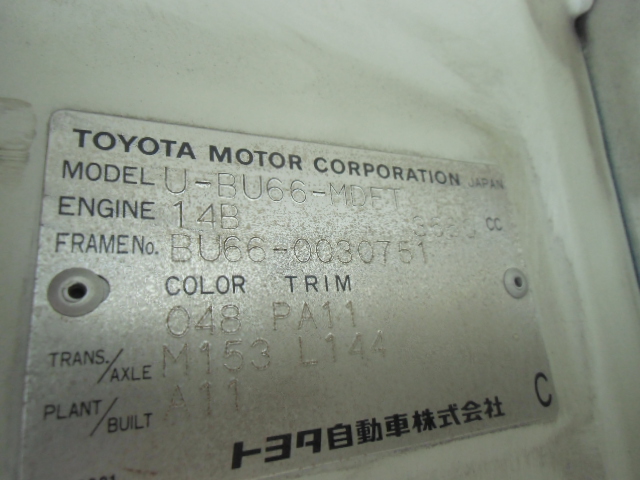 TOYOTA MOTOR CORPORATION JAPAN
MODEL U-BU66-MDFT
ENGINE 14B CC
FRAME No. BU66-0030751
COLOR TRIM
048 PA11
TRANS./AXLE M153 L144
PLANT/BUILT A11
トヨタ自動車株式会社 C